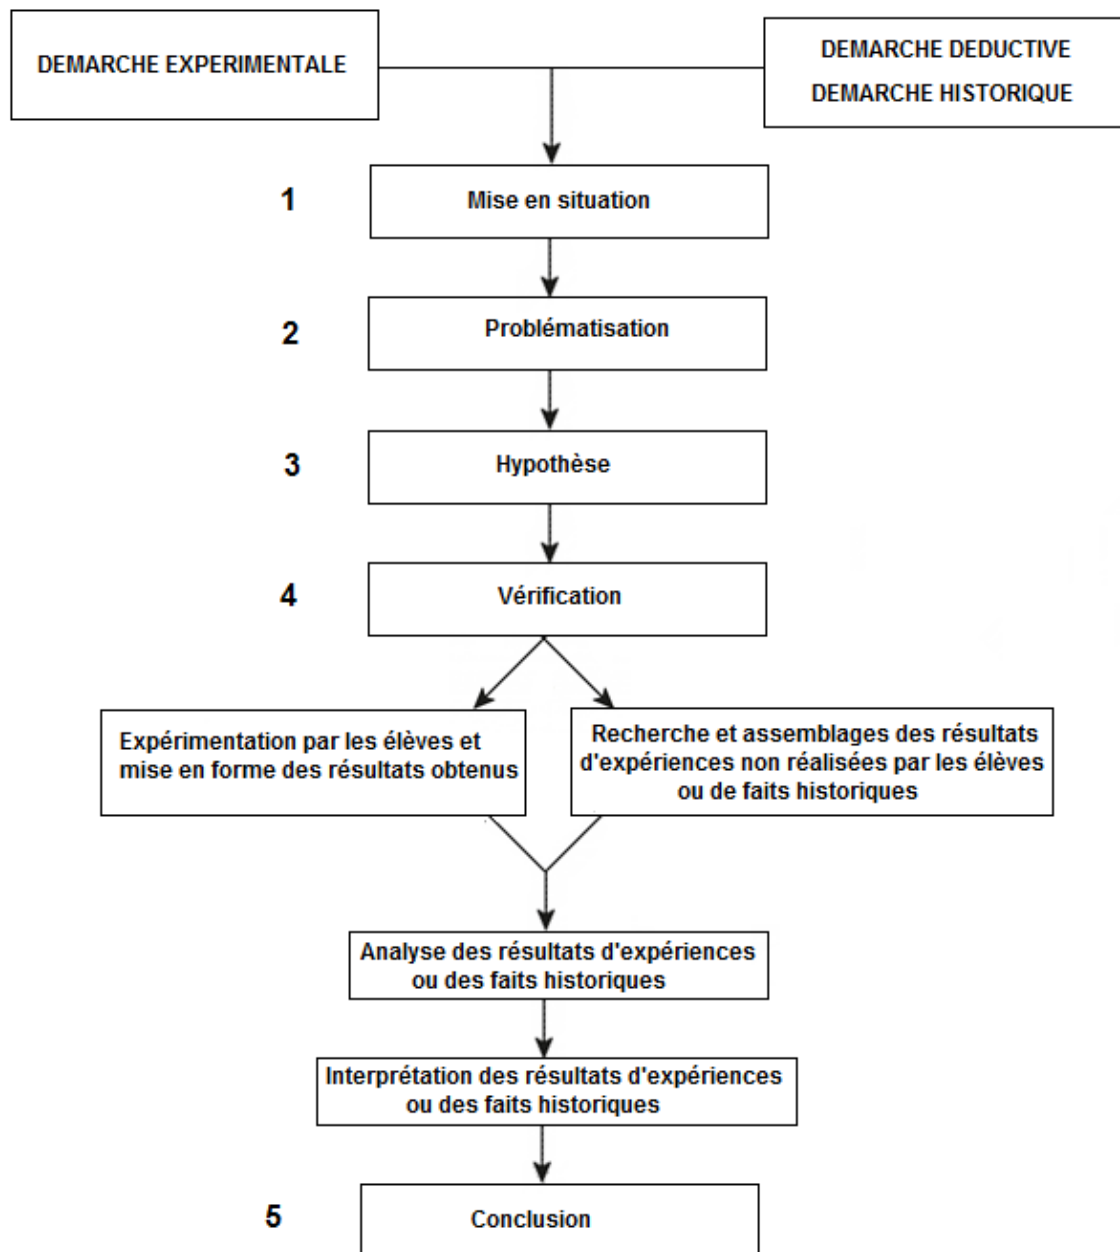 DEMARCHE EXPERIMENTALE
DEMARCHE DEDUCTIVE
DEMARCHE HISTORIQUE
1
Mise en situation
2
Problématisation
3
Hypothèse
4
Vérification
Expérimentation par les élèves et
mise en forme des résultats obtenus
Recherche et assemblages des résultats
d'expériences non réalisées par les élèves
ou de faits historiques
Analyse des résultats d'expériences
ou des faits historiques
Interprétation des résultats d'expériences
ou des faits historiques
5
Conclusion